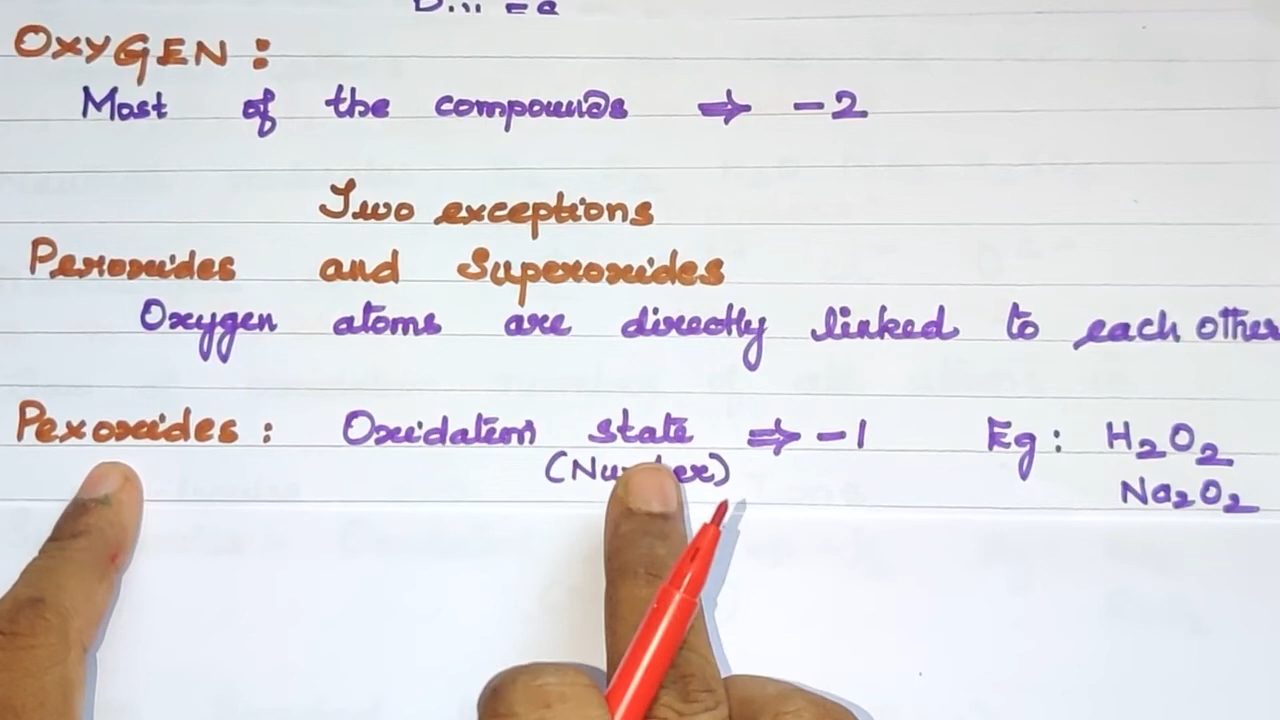 OXYGEN :
Most of the compounds ⇒ -2
Two exceptions
Peroxides and Superoxides
Oxygen atoms are directly linked to each other
Peroxides : Oxidation state ⇒ -1 Eg : H₂O₂
Na₂O₂